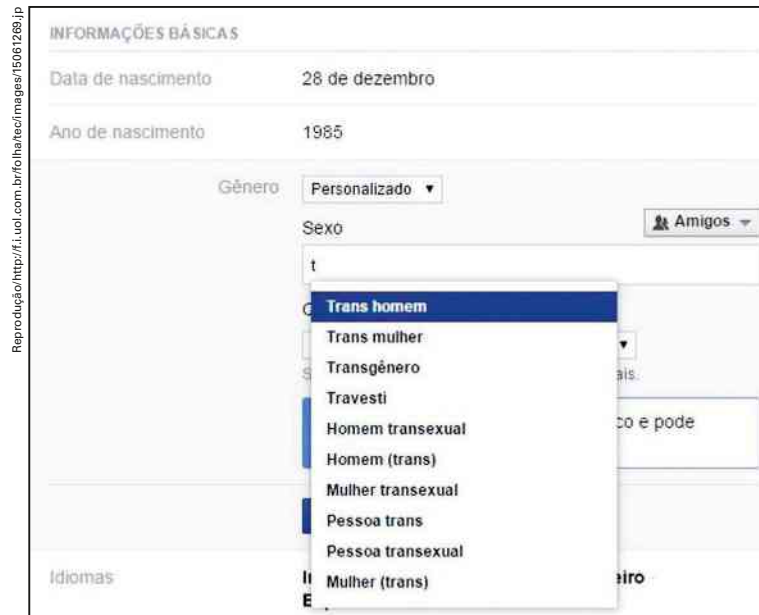 Reprodução/http://f.i.uol.com.br/folha/tec/images/15061269.jp
INFORMAÇÕES BÁSICAS
Data de nascimento 28 de dezembro
Ano de nascimento 1985
Gênero Personalizado
Sexo Amigos
t
Trans homem
Trans mulher
Transgênero
ais.
Travesti
Homem transexual
co e pode
Homem (trans)
Mulher transexual
Pessoa trans
Pessoa transexual
Idiomas Mulher (trans) eiro